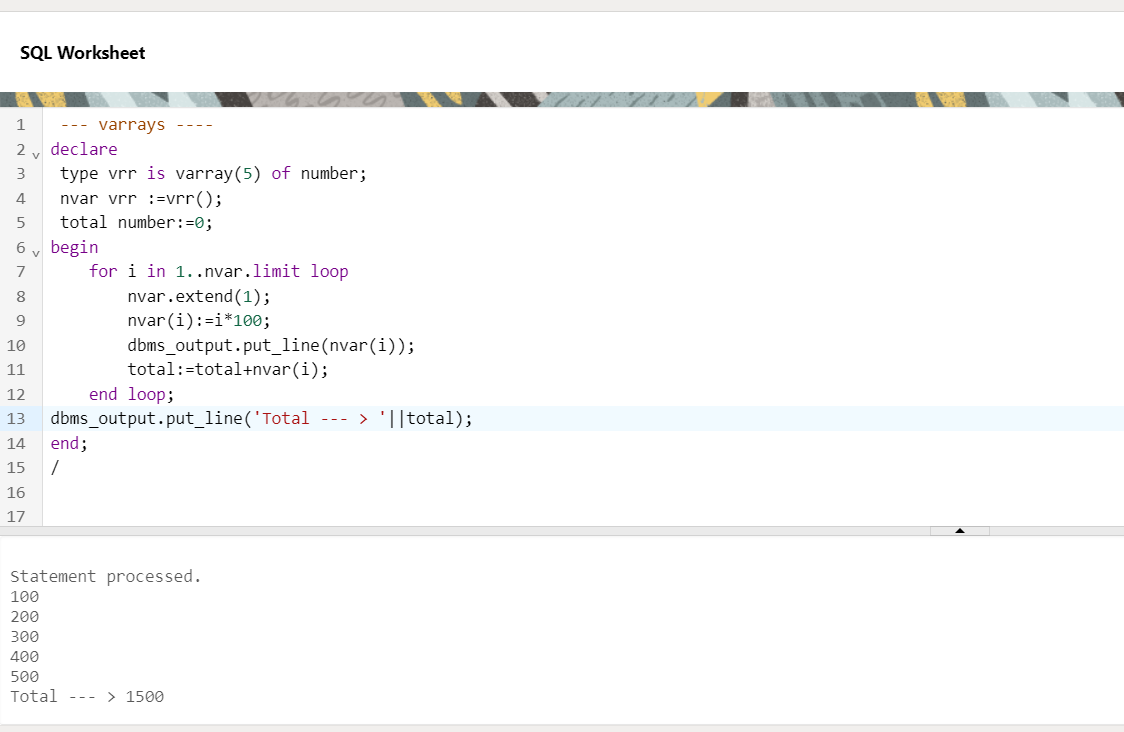 SQL Worksheet
1 --- varrays ----
2 declare
3 type vrr is varray(5) of number;
4 nvar vrr :=vrr();
5 total number:=0;
6 begin
7 for i in 1..nvar.limit loop
8 nvar.extend(1);
9 nvar(i):=i*100;
10 dbms_output.put_line(nvar(i));
11 total:=total+nvar(i);
12 end loop;
13 dbms_output.put_line('Total --- > '||total);
14 end;
15 /
16
17
Statement processed.
100
200
300
400
500
Total --- > 1500